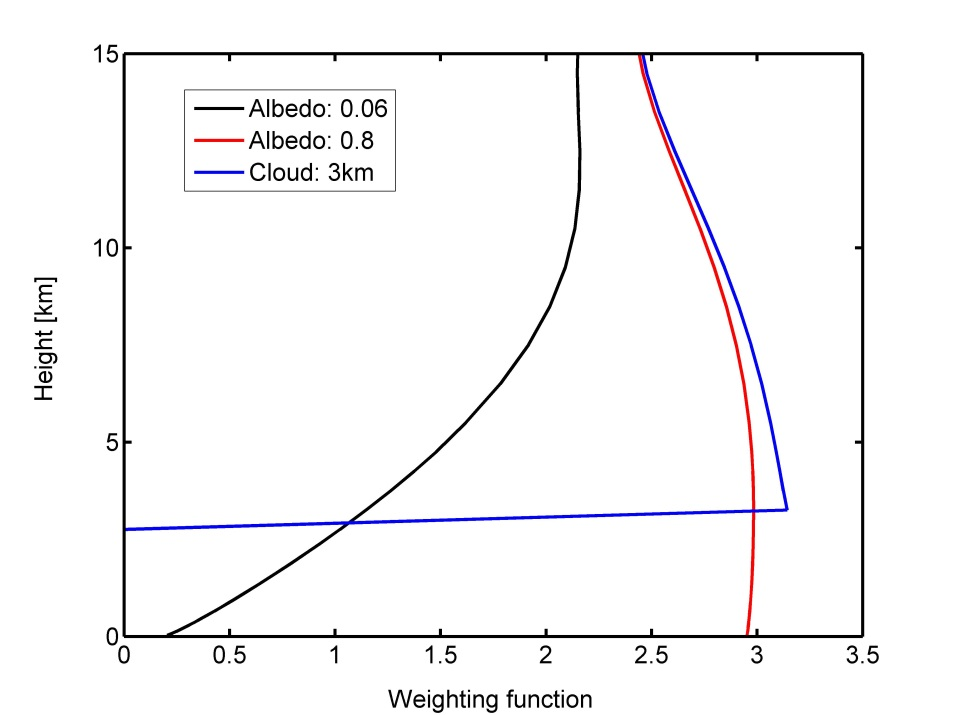 15
Albedo: 0.06
Albedo: 0.8
Cloud: 3km
10
Height [km]
5
0
0 0.5 1 1.5 2 2.5 3 3.5
Weighting function